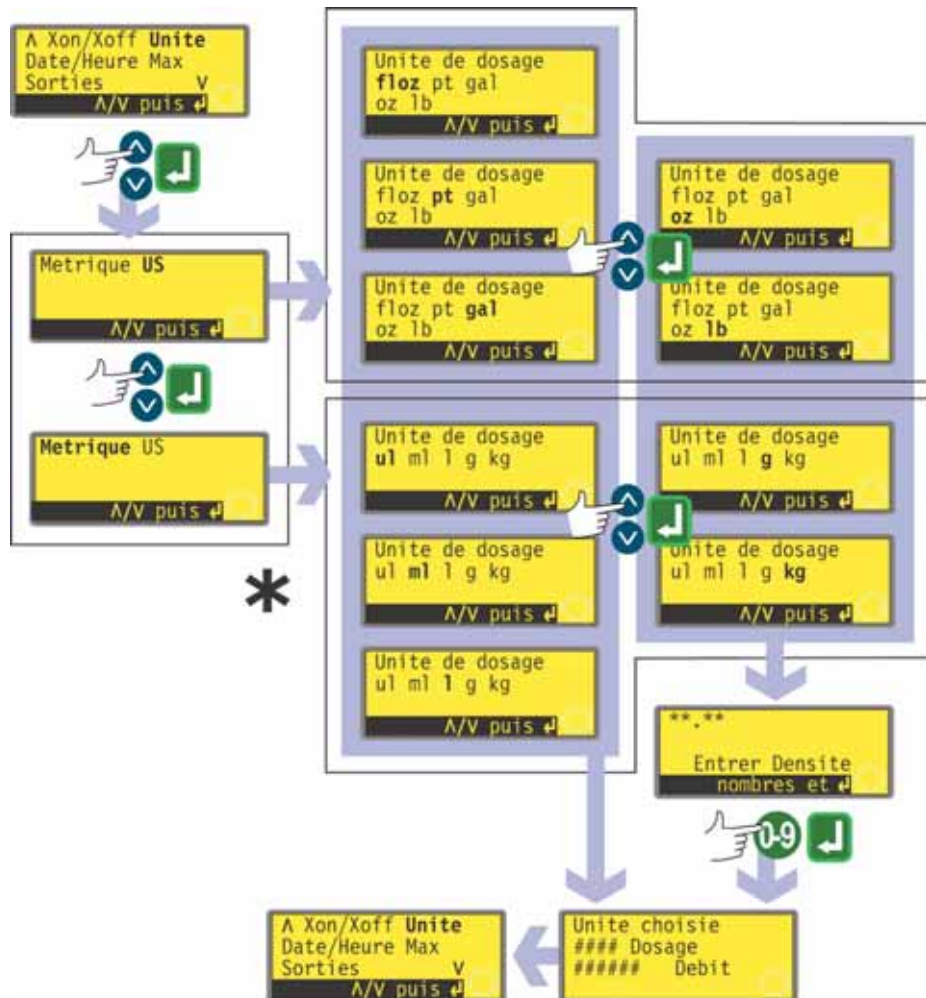 Λ Xon/Xoff Unite
Date/Heure Max
Sorties V
Λ/V puis ↲
Metrique US
Λ/V puis ↲
Metrique US
Λ/V puis ↲
*
Unite de dosage
floz pt gal
oz lb
Λ/V puis ↲
Unite de dosage
floz pt gal
oz lb
Λ/V puis ↲
Unite de dosage
floz pt gal
oz lb
Λ/V puis ↲
Unite de dosage
floz pt gal
oz lb
Λ/V puis ↲
Unite de dosage
floz pt gal
oz lb
Λ/V puis ↲
Unite de dosage
ul ml l g kg
Λ/V puis ↲
Unite de dosage
ul ml l g kg
Λ/V puis ↲
Unite de dosage
ul ml l g kg
Λ/V puis ↲
Unite de dosage
ul ml l g kg
Λ/V puis ↲
Unite de dosage
ul ml l g kg
Λ/V puis ↲
**.**
Entrer Densite
nombres et ↲
0-9
Unite choisie
#### Dosage
###### Debit
Λ Xon/Xoff Unite
Date/Heure Max
Sorties V
Λ/V puis ↲